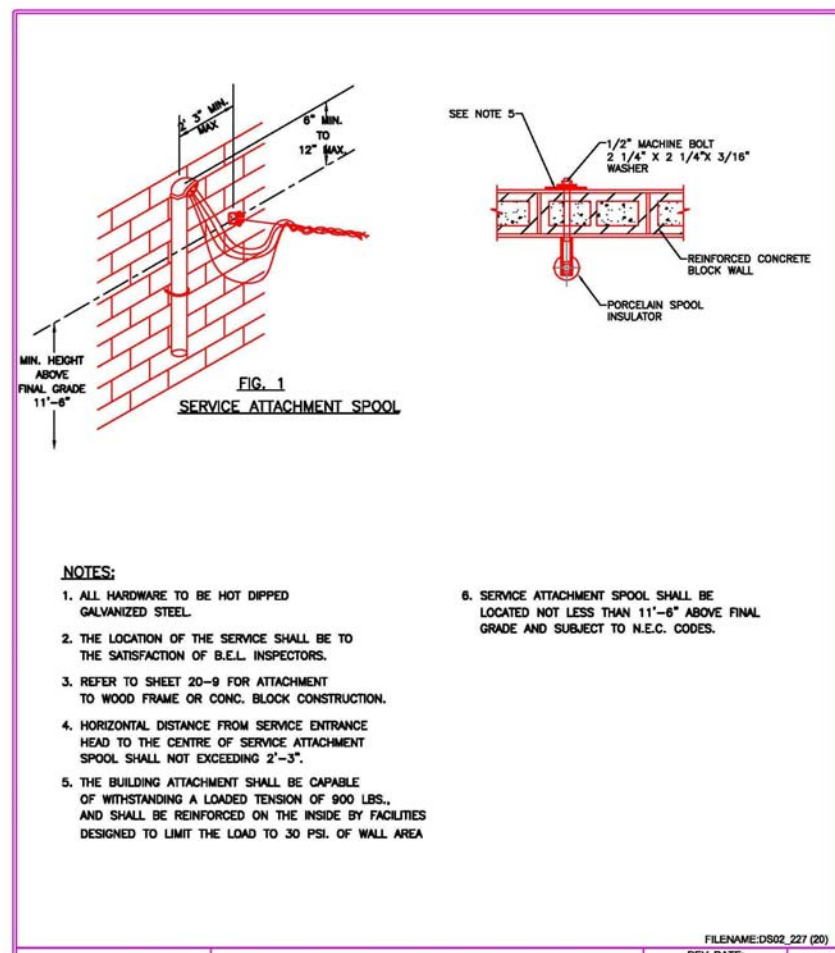 2' 3" MIN.
MAX
6" MIN.
TO
12" MAX.
MIN. HEIGHT
ABOVE
FINAL GRADE
11'-6"
FIG. 1
SERVICE ATTACHMENT SPOOL
SEE NOTE 5
1/2" MACHINE BOLT
2 1/4" X 2 1/4"X 3/16"
WASHER
REINFORCED CONCRETE
BLOCK WALL
PORCELAIN SPOOL
INSULATOR
NOTES:
1. ALL HARDWARE TO BE HOT DIPPED
GALVANIZED STEEL.
2. THE LOCATION OF THE SERVICE SHALL BE TO
THE SATISFACTION OF B.E.L. INSPECTORS.
3. REFER TO SHEET 20-9 FOR ATTACHMENT
TO WOOD FRAME OR CONC. BLOCK CONSTRUCTION.
4. HORIZONTAL DISTANCE FROM SERVICE ENTRANCE
HEAD TO THE CENTRE OF SERVICE ATTACHMENT
SPOOL SHALL NOT EXCEEDING 2'-3".
5. THE BUILDING ATTACHMENT SHALL BE CAPABLE
OF WITHSTANDING A LOADED TENSION OF 900 LBS.,
AND SHALL BE REINFORCED ON THE INSIDE BY FACILITIES
DESIGNED TO LIMIT THE LOAD TO 30 PSI. OF WALL AREA
6. SERVICE ATTACHMENT SPOOL SHALL BE
LOCATED NOT LESS THAN 11'-6" ABOVE FINAL
GRADE AND SUBJECT TO N.E.C. CODES.
FILENAME:DS02_227 (20)
REV. DATE: